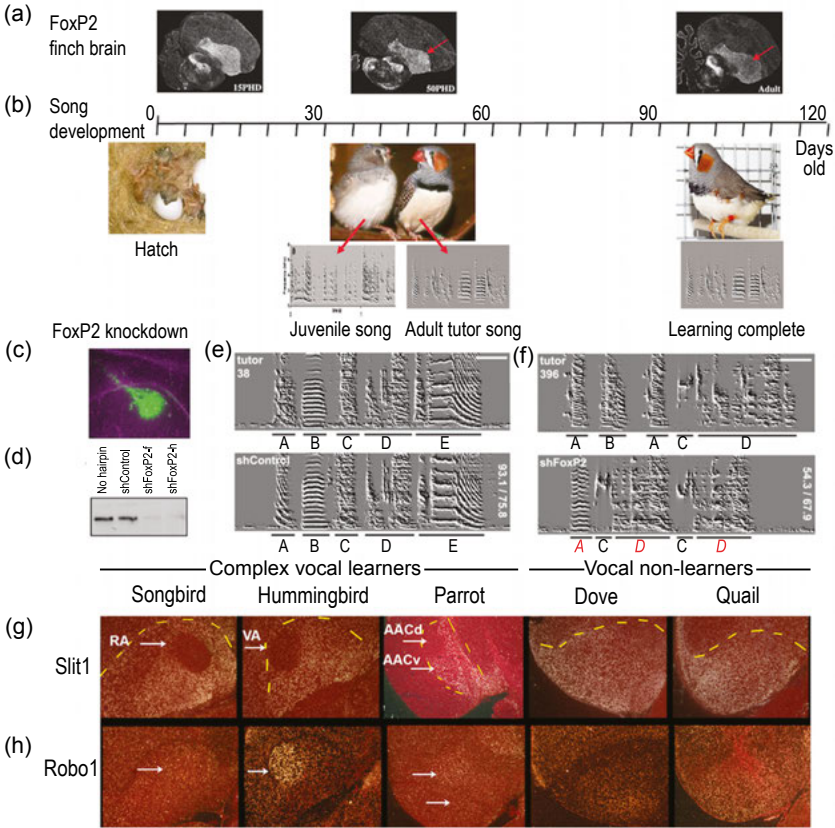 (a) FoxP2
finch brain
15PHD
50PHD
Adult
(b) Song
development
0 30 60 90 120
Days
old
Hatch
Juvenile song Adult tutor song Learning complete
FoxP2 knockdown
(c)
(d)
No hairpin
shControl
shFoxP2-f
shFoxP2-h
(e)
tutor
38
A B C D E
shControl
93.1 / 75.8
A B C D E
(f)
tutor
396
A B A C D
shFoxP2
54.3 / 67.9
A C D C D
Complex vocal learners Vocal non-learners
Songbird Hummingbird Parrot Dove Quail
(g)
Slit1
RA
VA
AACd
AACv
(h)
Robo1